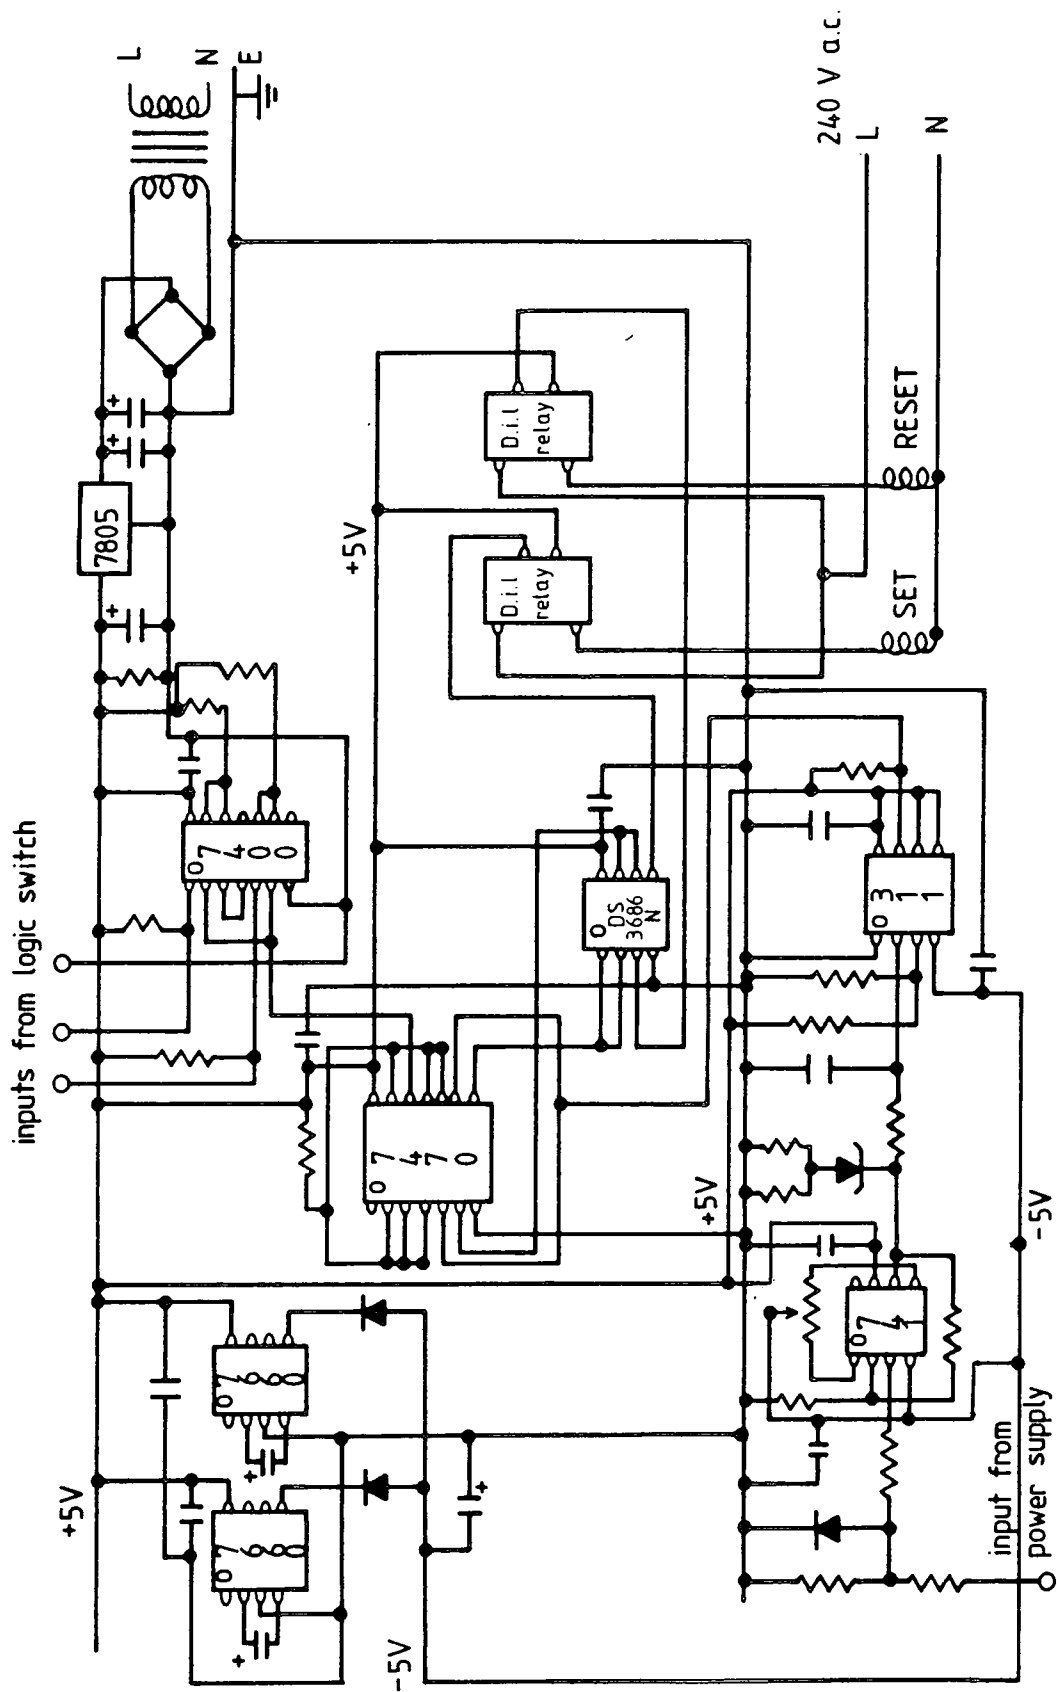 inputs from logic switch
+5V
-5V
7660
7660
7470
7400
7805
L
N
E
+5V
D.i.l
relay
D.i.l
relay
DS
3686
N
240 V a.c.
L
N
SET
RESET
+5V
-5V
input from
power supply
741
311
+
+
+
+
+
+